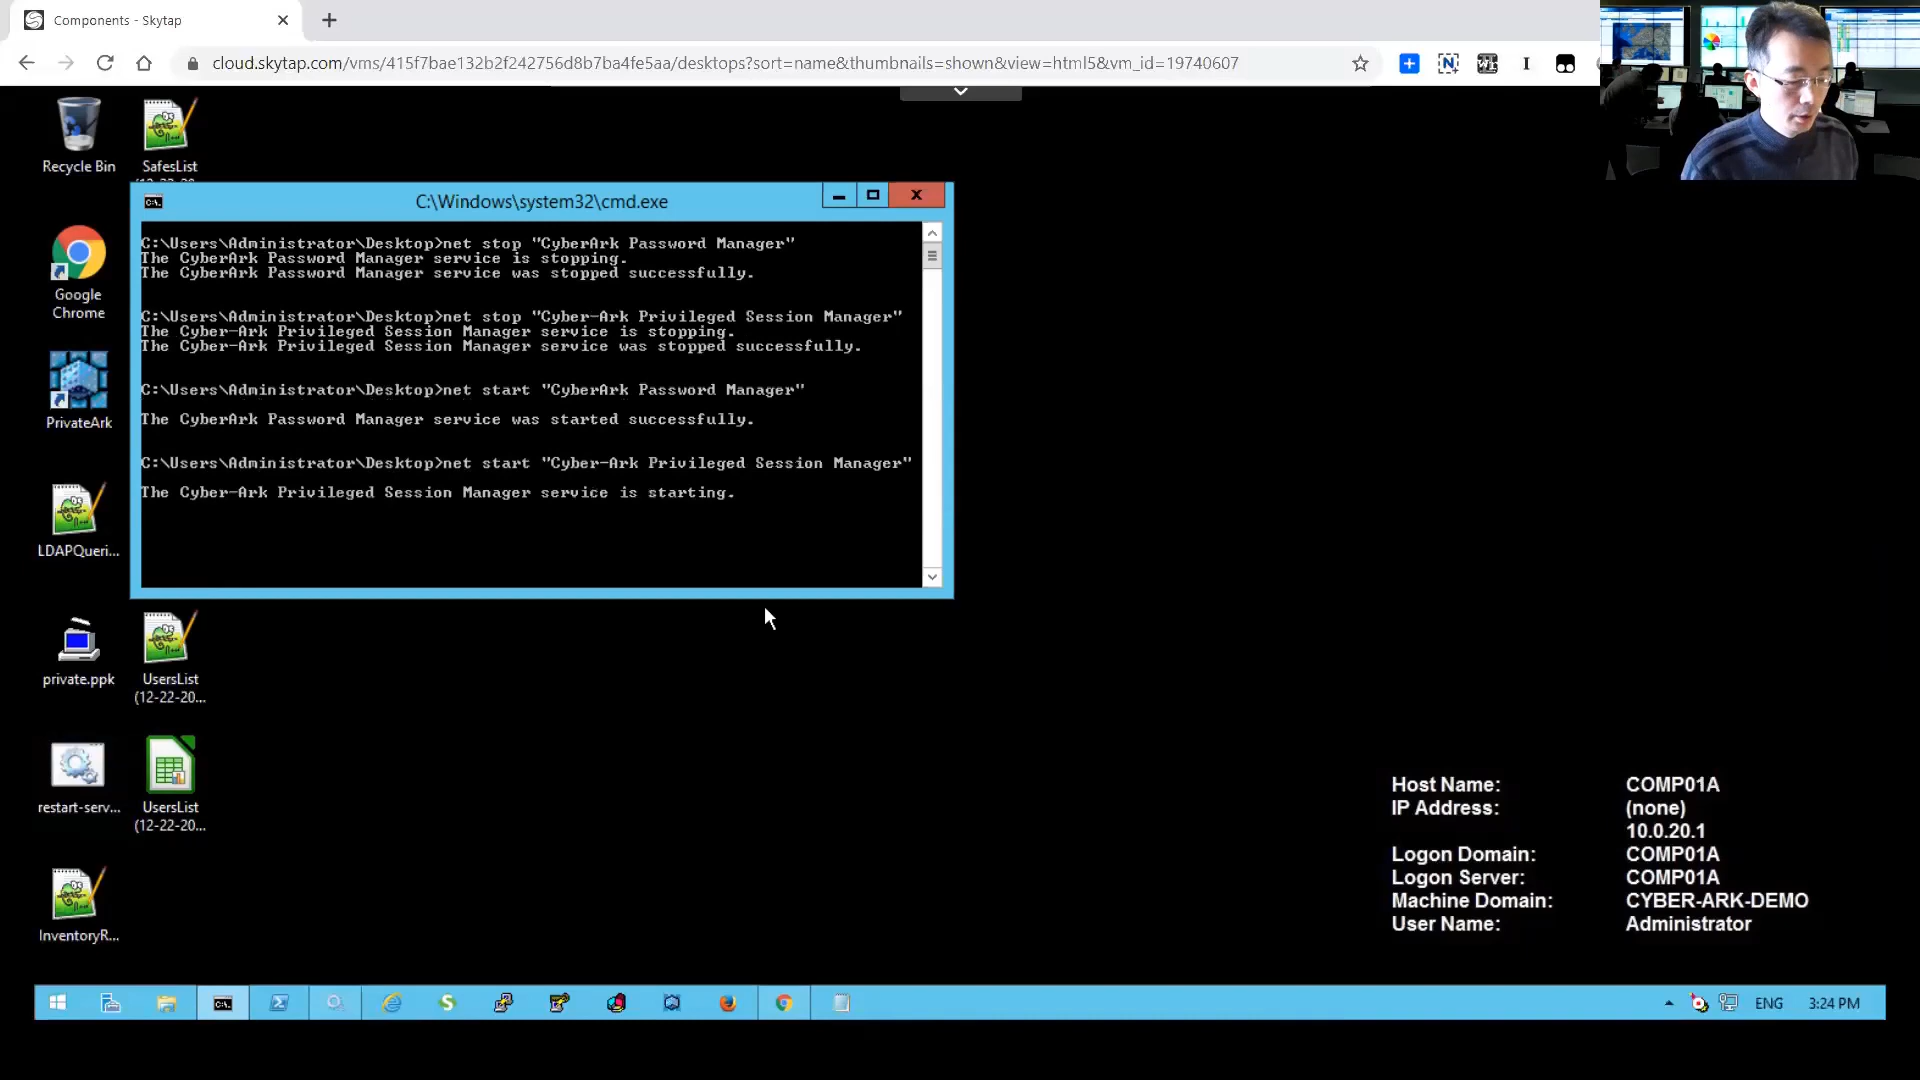 Components - Skytap
cloud.skytap.com/vms/415f7bae132b2f242756d8b7ba4fe5aa/desktops?sort=name&thumbnails=shown&view=html5&vm_id=19740607
Recycle Bin
SafesList
C:\Windows\system32\cmd.exe
C:\Users\Administrator\Desktop>net stop "CyberArk Password Manager"
The CyberArk Password Manager service is stopping.
The CyberArk Password Manager service was stopped successfully.
C:\Users\Administrator\Desktop>net stop "Cyber-Ark Privileged Session Manager"
The Cyber-Ark Privileged Session Manager service is stopping.
The Cyber-Ark Privileged Session Manager service was stopped successfully.
C:\Users\Administrator\Desktop>net start "CyberArk Password Manager"
The CyberArk Password Manager service was started successfully.
C:\Users\Administrator\Desktop>net start "Cyber-Ark Privileged Session Manager"
The Cyber-Ark Privileged Session Manager service is starting.
Google
Chrome
PrivateArk
LDAPQueri...
private.ppk
UsersList
(12-22-20...
restart-serv...
UsersList
(12-22-20...
InventoryR...
Host Name: COMP01A
IP Address: (none)
10.0.20.1
Logon Domain: COMP01A
Logon Server: COMP01A
Machine Domain: CYBER-ARK-DEMO
User Name: Administrator
ENG 3:24 PM